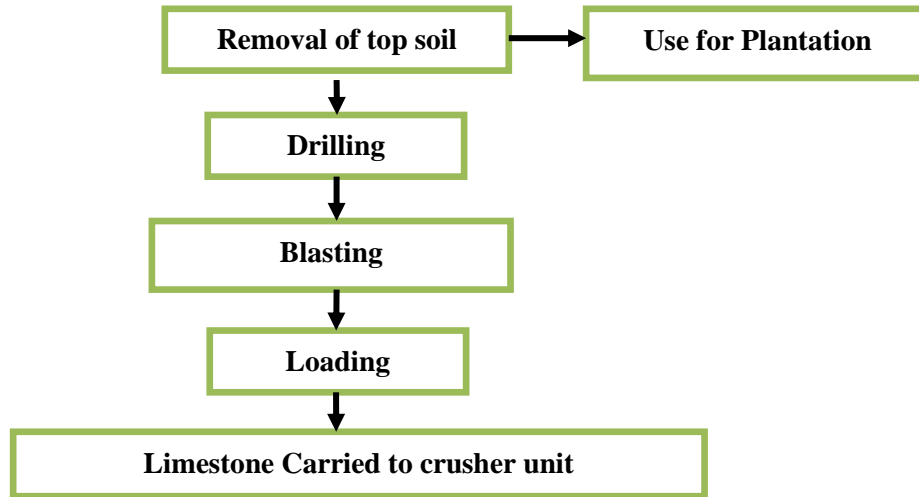 Removal of top soil
Use for Plantation
Drilling
Blasting
Loading
Limestone Carried to crusher unit